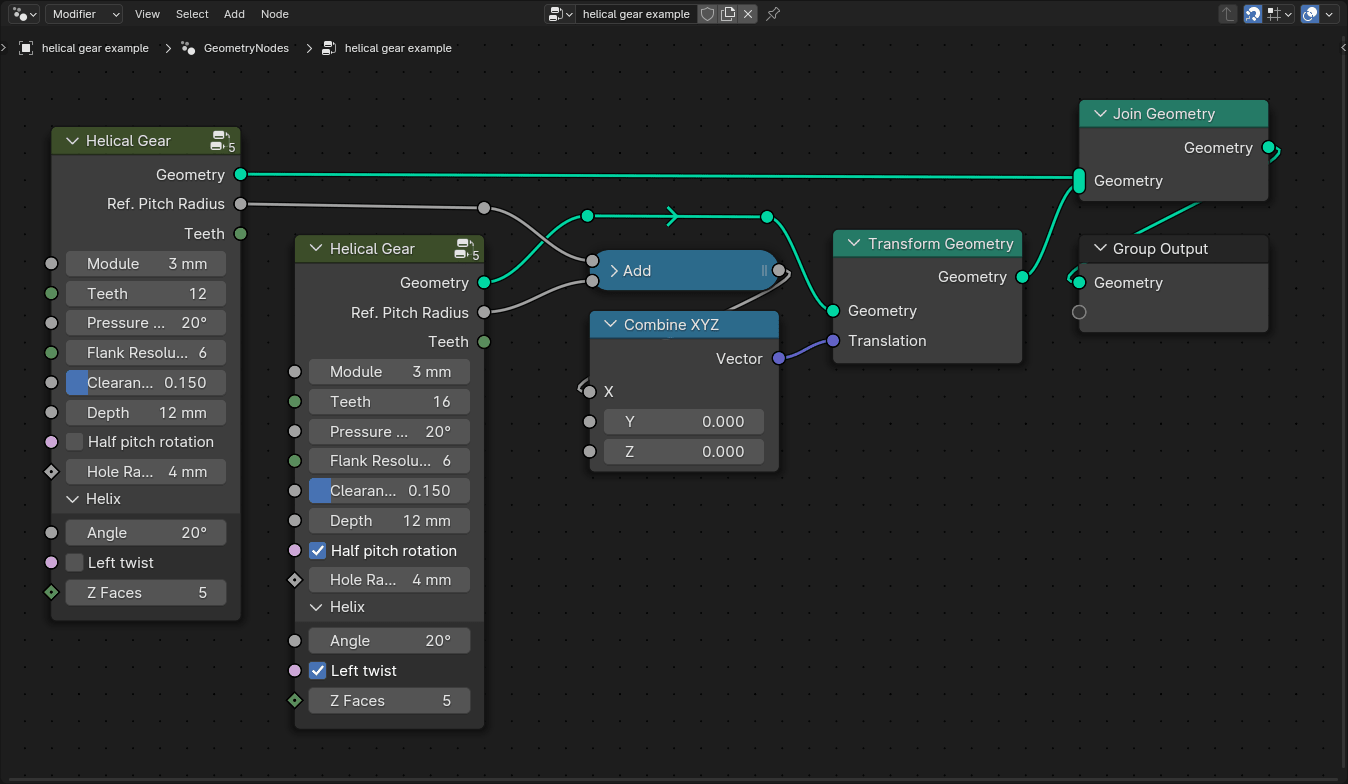 Modifier View Select Add Node helical gear example
helical gear example GeometryNodes helical gear example
Helical Gear 5
Geometry
Ref. Pitch Radius
Teeth
Module 3 mm
Teeth 12
Pressure ... 20°
Flank Resolu... 6
Clearan... 0.150
Depth 12 mm
Half pitch rotation
Hole Ra... 4 mm
Helix
Angle 20°
Left twist
Z Faces 5
Helical Gear 5
Geometry
Ref. Pitch Radius
Teeth
Module 3 mm
Teeth 16
Pressure ... 20°
Flank Resolu... 6
Clearan... 0.150
Depth 12 mm
Half pitch rotation
Hole Ra... 4 mm
Helix
Angle 20°
Left twist
Z Faces 5
Add
Combine XYZ
Vector
X
Y 0.000
Z 0.000
Transform Geometry
Geometry
Geometry
Translation
Join Geometry
Geometry
Geometry
Group Output
Geometry